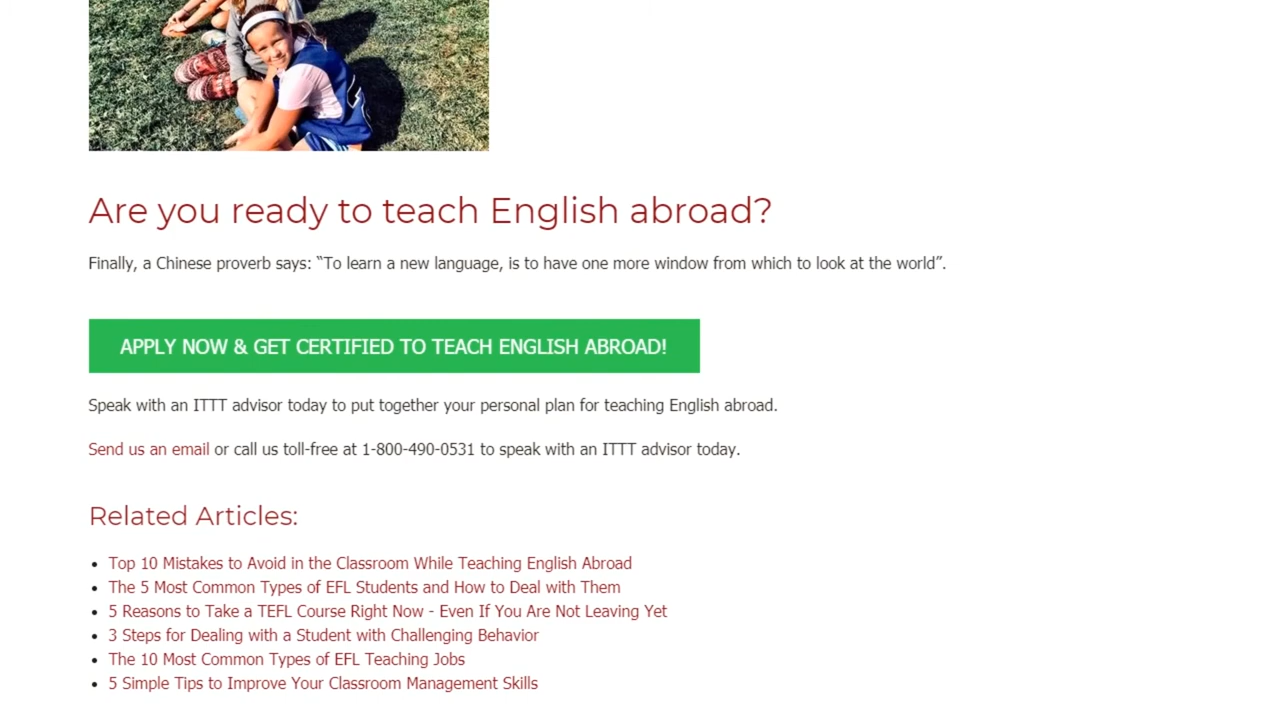 Are you ready to teach English abroad?
Finally, a Chinese proverb says: “To learn a new language, is to have one more window from which to look at the world”.
APPLY NOW & GET CERTIFIED TO TEACH ENGLISH ABROAD!
Speak with an ITTT advisor today to put together your personal plan for teaching English abroad.
Send us an email or call us toll-free at 1-800-490-0531 to speak with an ITTT advisor today.
Related Articles:
• Top 10 Mistakes to Avoid in the Classroom While Teaching English Abroad
• The 5 Most Common Types of EFL Students and How to Deal with Them
• 5 Reasons to Take a TEFL Course Right Now - Even If You Are Not Leaving Yet
• 3 Steps for Dealing with a Student with Challenging Behavior
• The 10 Most Common Types of EFL Teaching Jobs
• 5 Simple Tips to Improve Your Classroom Management Skills